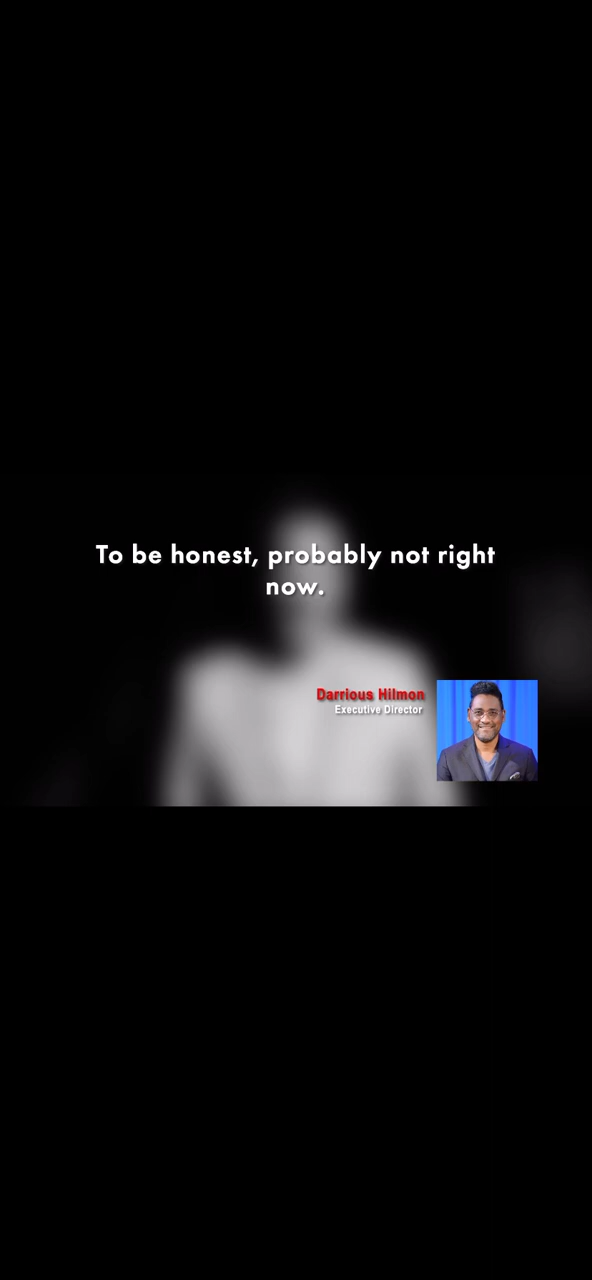 To be honest, probably not right
now.
Darrious Hilmon
Executive Director